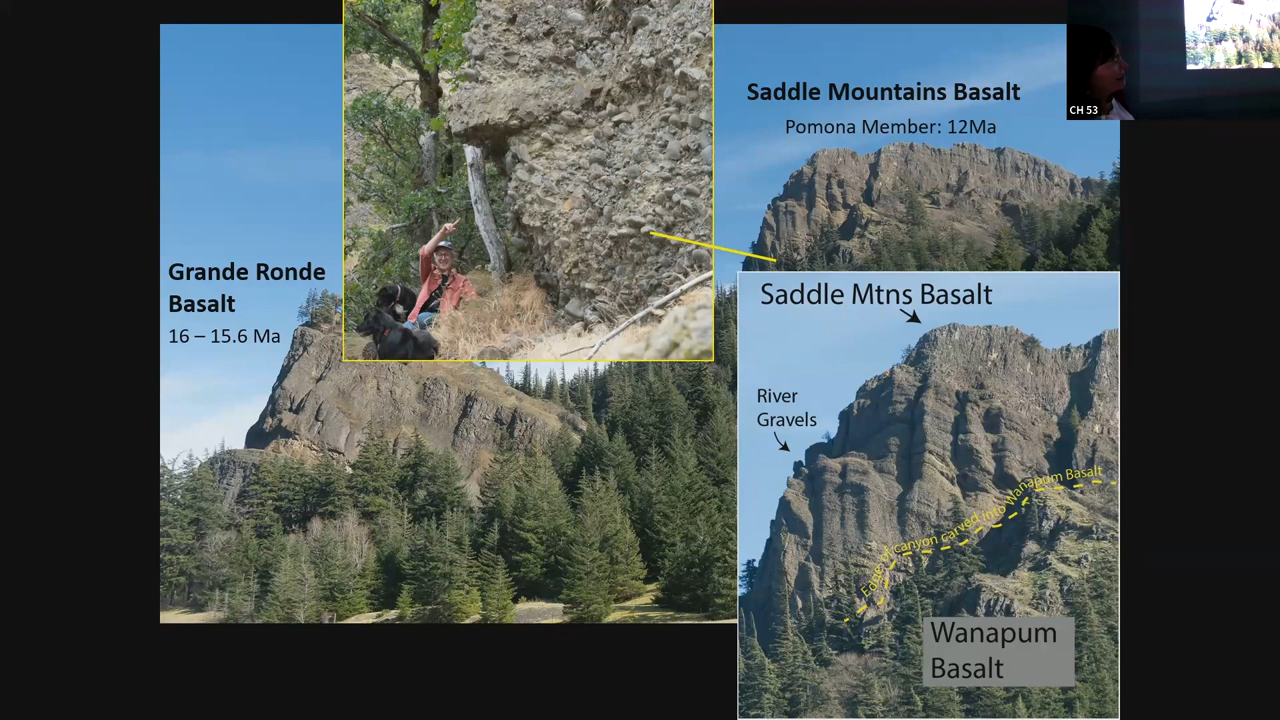 Saddle Mountains Basalt
Pomona Member: 12Ma
CH 53
Grande Ronde
Basalt
16 – 15.6 Ma
Saddle Mtns Basalt
River
Gravels
Edge of canyon carved into Wanapum Basalt
Wanapum
Basalt